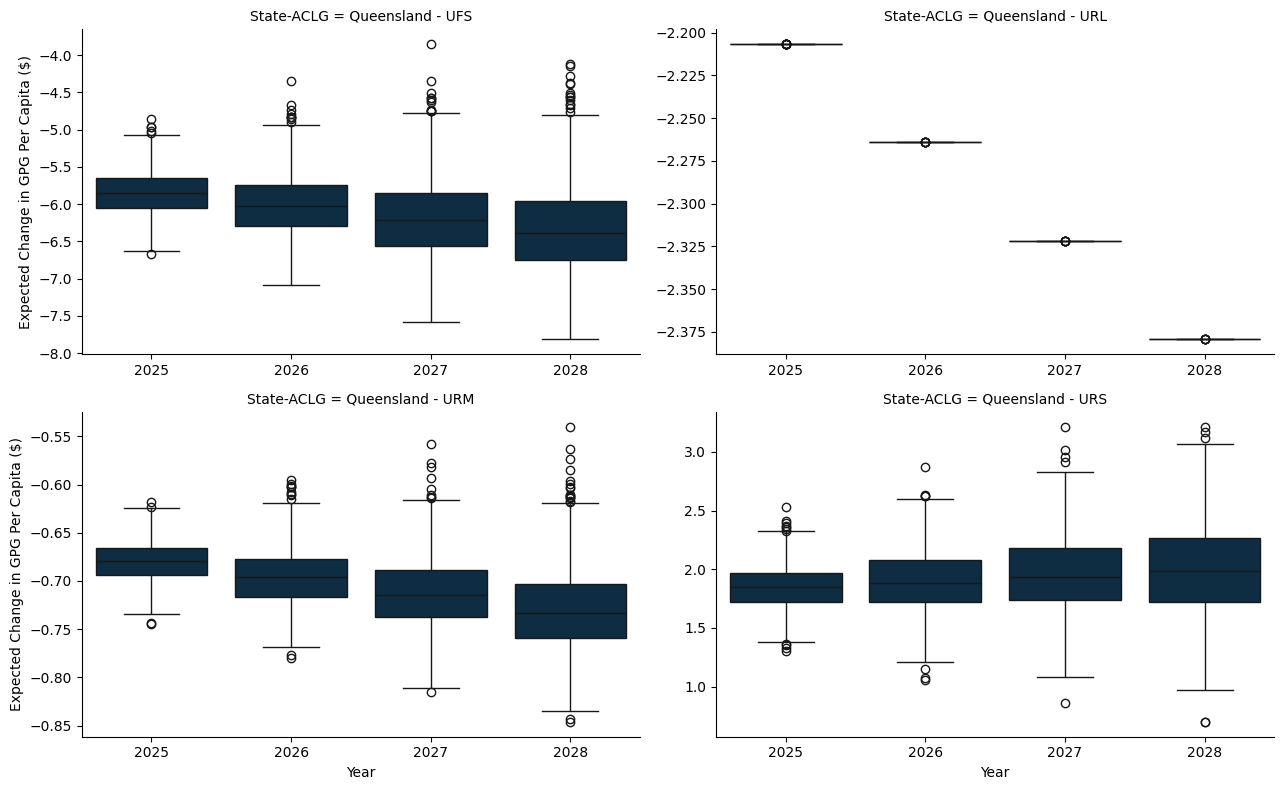 State-ACLG = Queensland - UFS
Expected Change in GPG Per Capita ($)
−4.0
−4.5
−5.0
−5.5
−6.0
−6.5
−7.0
−7.5
−8.0
2025 2026 2027 2028
State-ACLG = Queensland - URL
−2.200
−2.225
−2.250
−2.275
−2.300
−2.325
−2.350
−2.375
2025 2026 2027 2028
State-ACLG = Queensland - URM
Expected Change in GPG Per Capita ($)
−0.55
−0.60
−0.65
−0.70
−0.75
−0.80
−0.85
2025 2026 2027 2028
Year
State-ACLG = Queensland - URS
3.0
2.5
2.0
1.5
1.0
2025 2026 2027 2028
Year